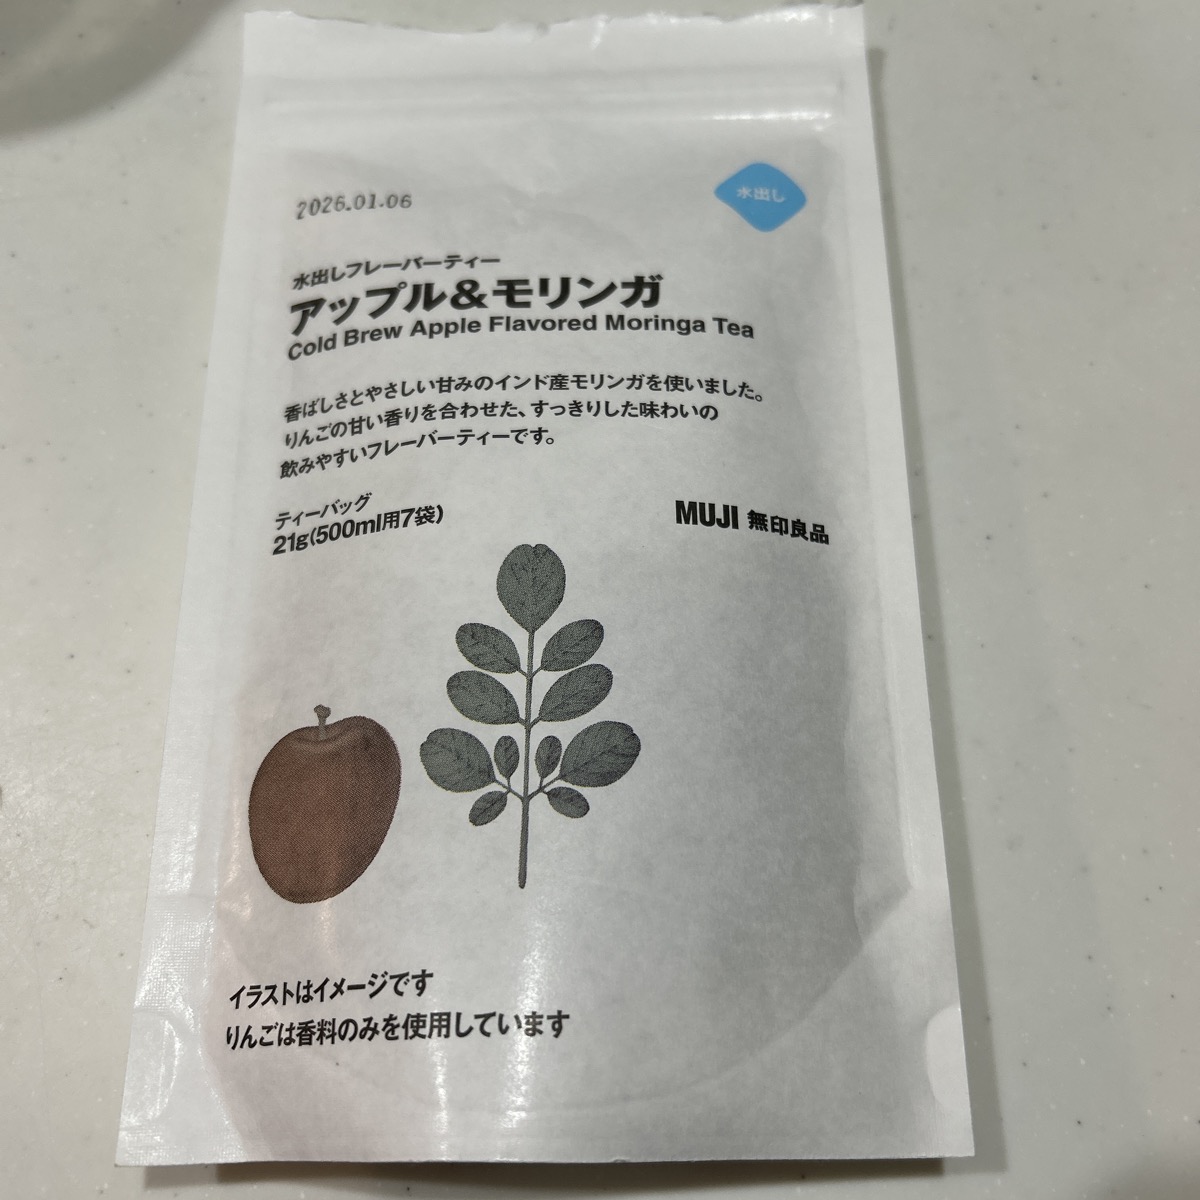 2026.01.06
水出し
水出しフレーバーティー
アップル&モリンガ
Cold Brew Apple Flavored Moringa Tea
香ばしさとやさしい甘みのインド産モリンガを使いました。
りんごの甘い香りを合わせた、すっきりした味わいの
飲みやすいフレーバーティーです。
ティーバッグ
21g(500ml用7袋)
MUJI 無印良品
イラストはイメージです
りんごは香料のみを使用しています